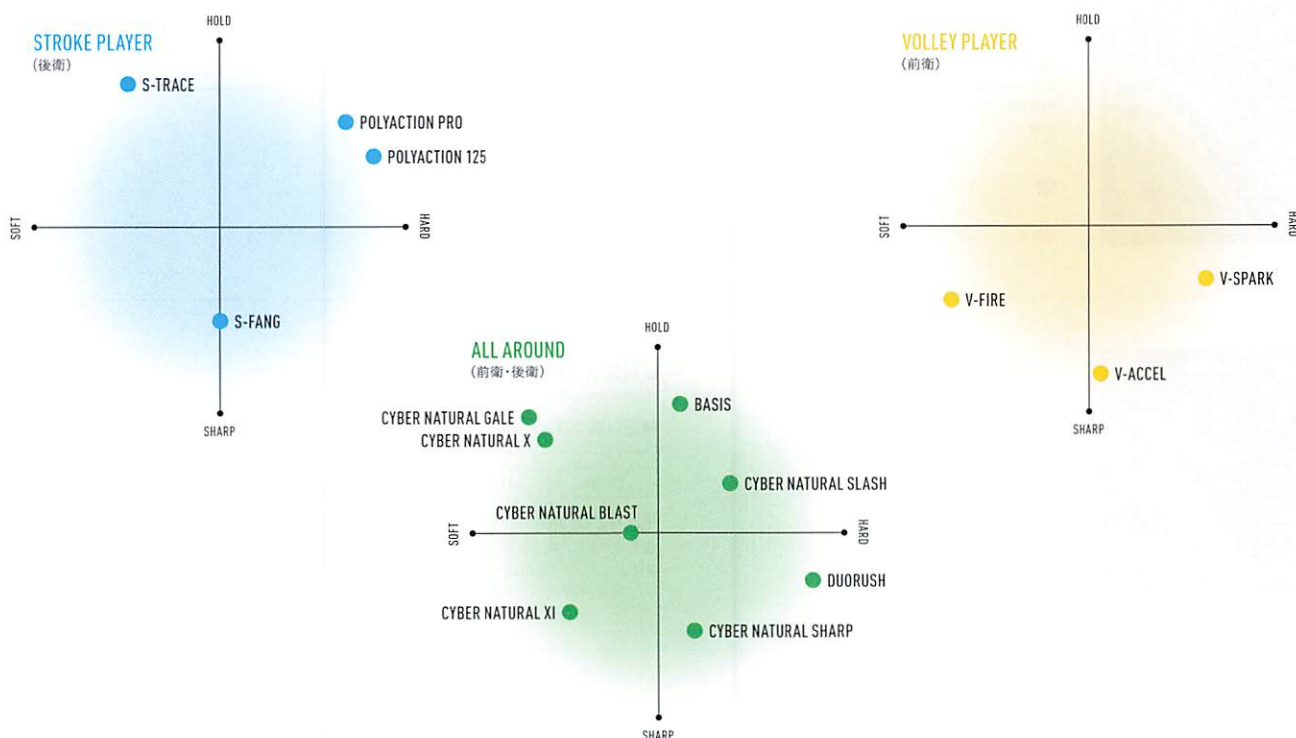 HOLD
STROKE PLAYER
(後衛)
S-TRACE
POLYACTION PRO
POLYACTION 125
SOFT
HARD
S-FANG
SHARP
HOLD
VOLLEY PLAYER
(前衛)
SOFT
HARD
V-SPARK
V-FIRE
V-ACCEL
SHARP
HOLD
ALL AROUND
(前衛・後衛)
BASIS
CYBER NATURAL GALE
CYBER NATURAL X
CYBER NATURAL SLASH
CYBER NATURAL BLAST
SOFT
HARD
DUORUSH
CYBER NATURAL XI
CYBER NATURAL SHARP
SHARP